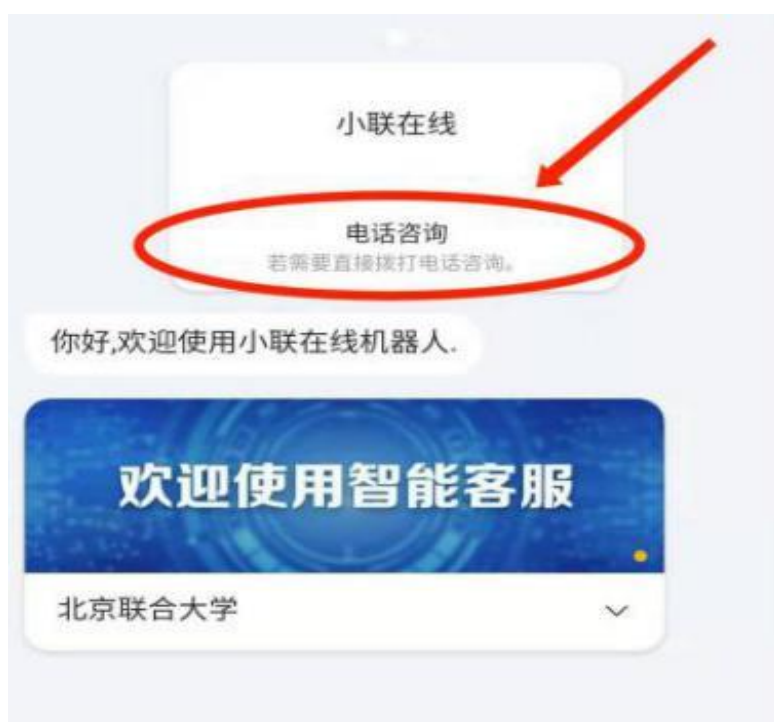 小联在线
电话咨询
若需要直接拨打电话咨询。
你好,欢迎使用小联在线机器人.
欢迎使用智能客服
北京联合大学